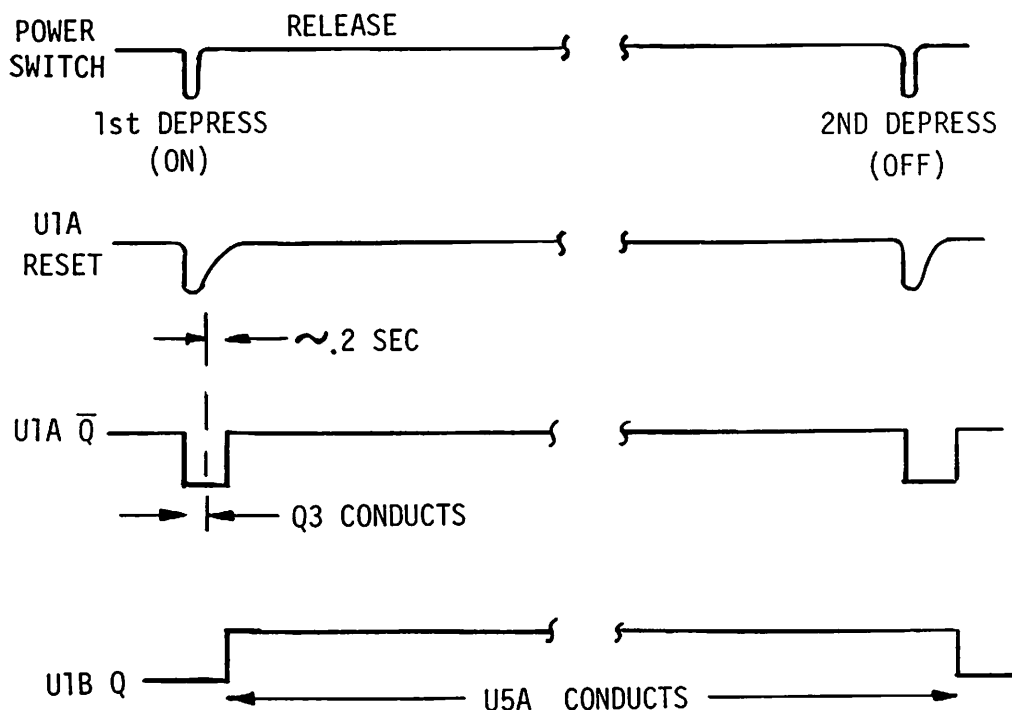 POWER
SWITCH
RELEASE
1st DEPRESS
(ON)
2ND DEPRESS
(OFF)
U1A
RESET
~.2 SEC
U1A Q̅
Q3 CONDUCTS
U1B Q
U5A CONDUCTS